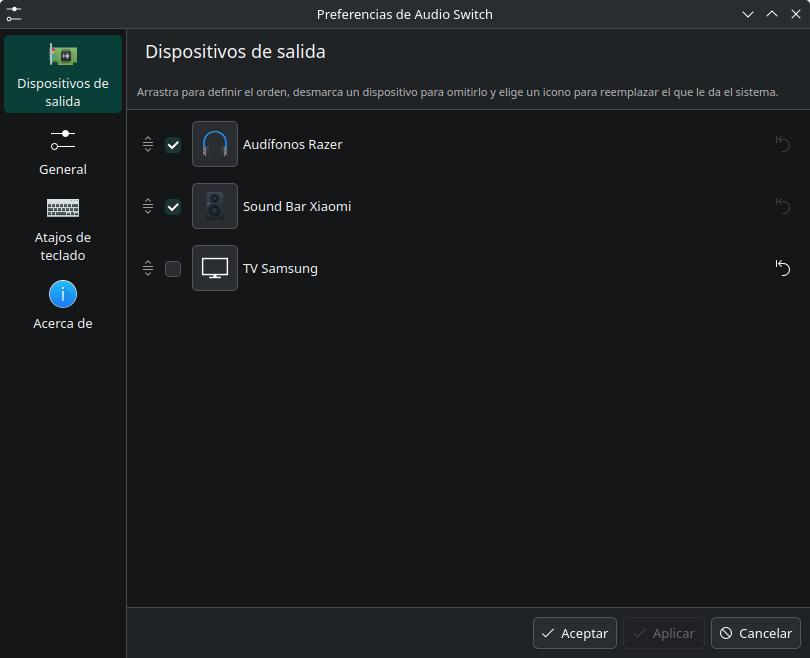 Preferencias de Audio Switch
Dispositivos de
salida
General
Atajos de
teclado
Acerca de
Dispositivos de salida
Arrastra para definir el orden, desmarca un dispositivo para omitirlo y elige un icono para reemplazar el que le da el sistema.
Audífonos Razer
Sound Bar Xiaomi
TV Samsung
Aceptar
Aplicar
Cancelar